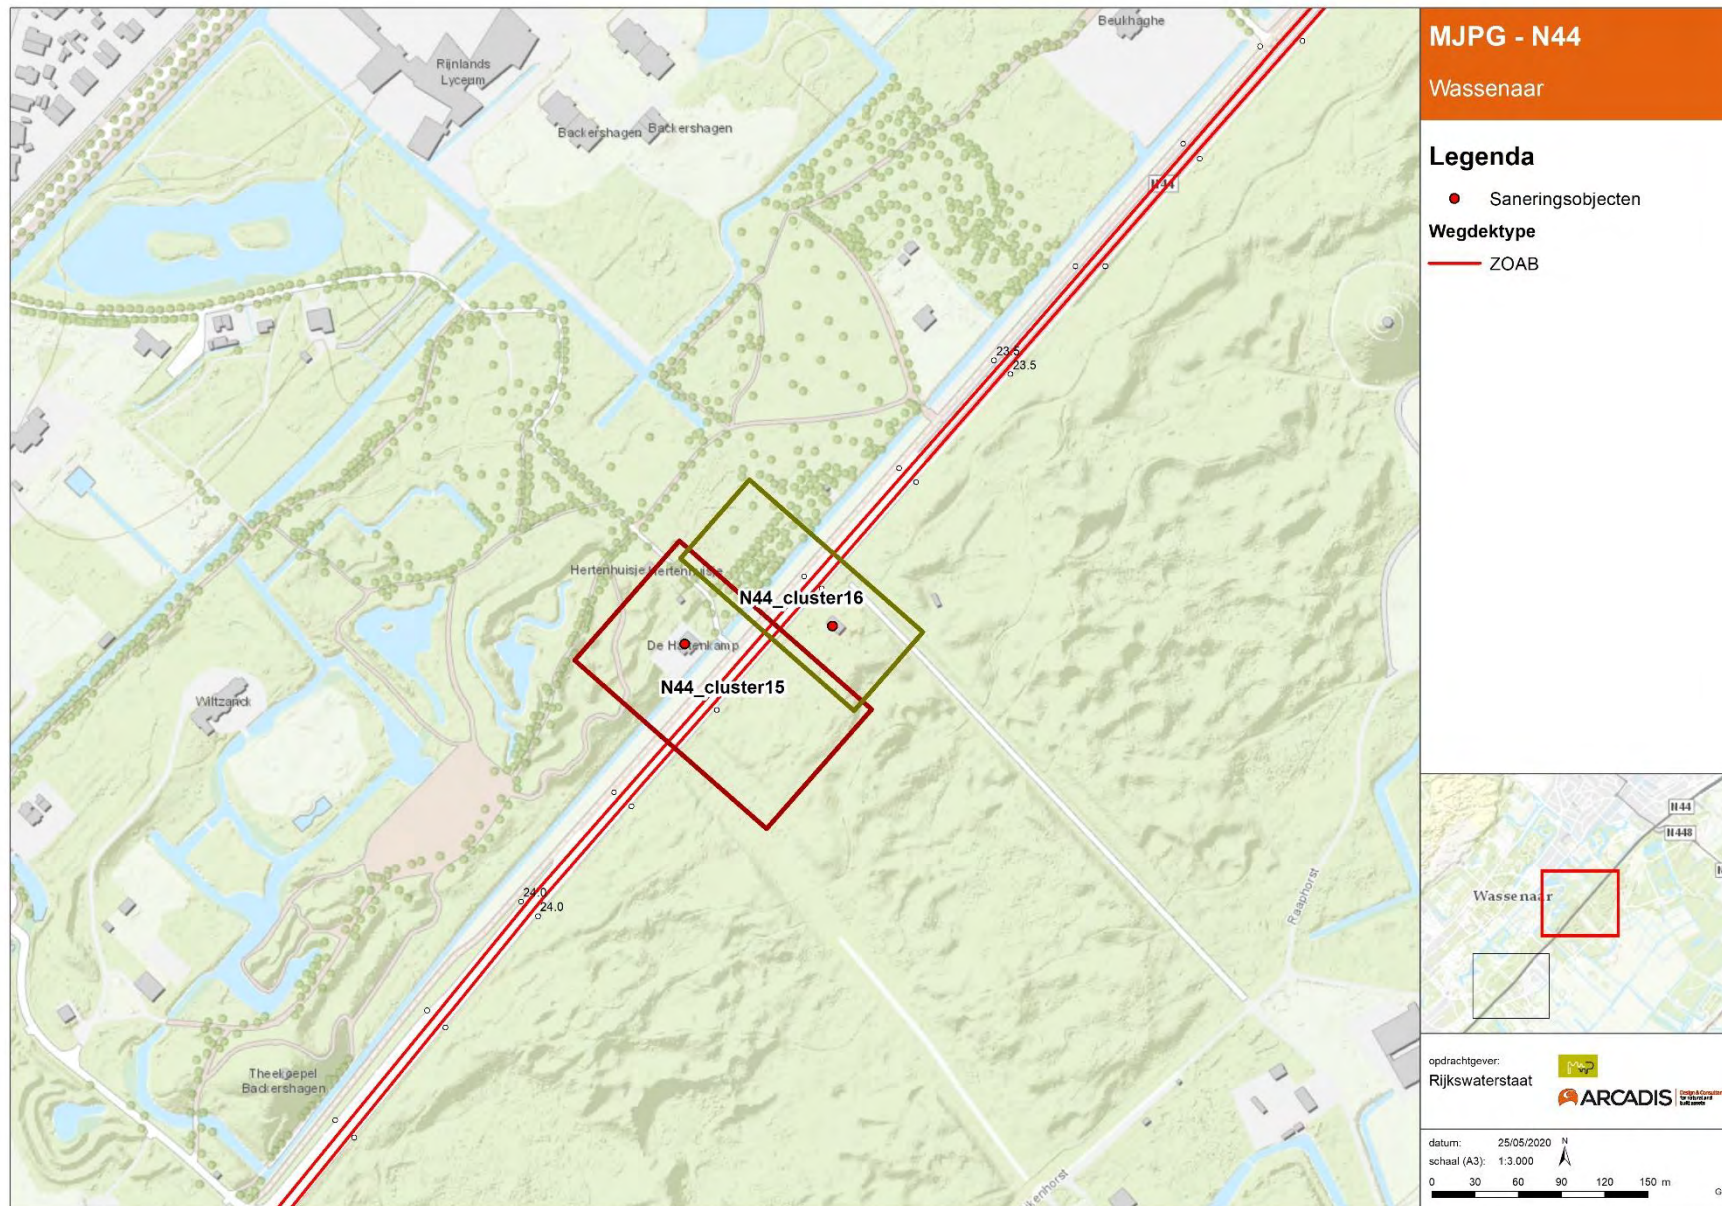 Beukhaghe
Rijnlands
Lyceum
Backershagen
Backershagen
N44
23.5
23.5
Hertenhuisje
N44_cluster16
N44_cluster15
Wiltzanck
24.0
24.0
Raaphorst
Theekoepel
Backershagen
MJPG - N44
Wassenaar
Legenda
Saneringsobjecten
Wegdektype
ZOAB
N44
N448
Wassenaar
opdrachtgever:
Rijkswaterstaat
ARCADIS
datum: 25/05/2020
N
schaal (A3): 1:3.000
0 30 60 90 120 150 m